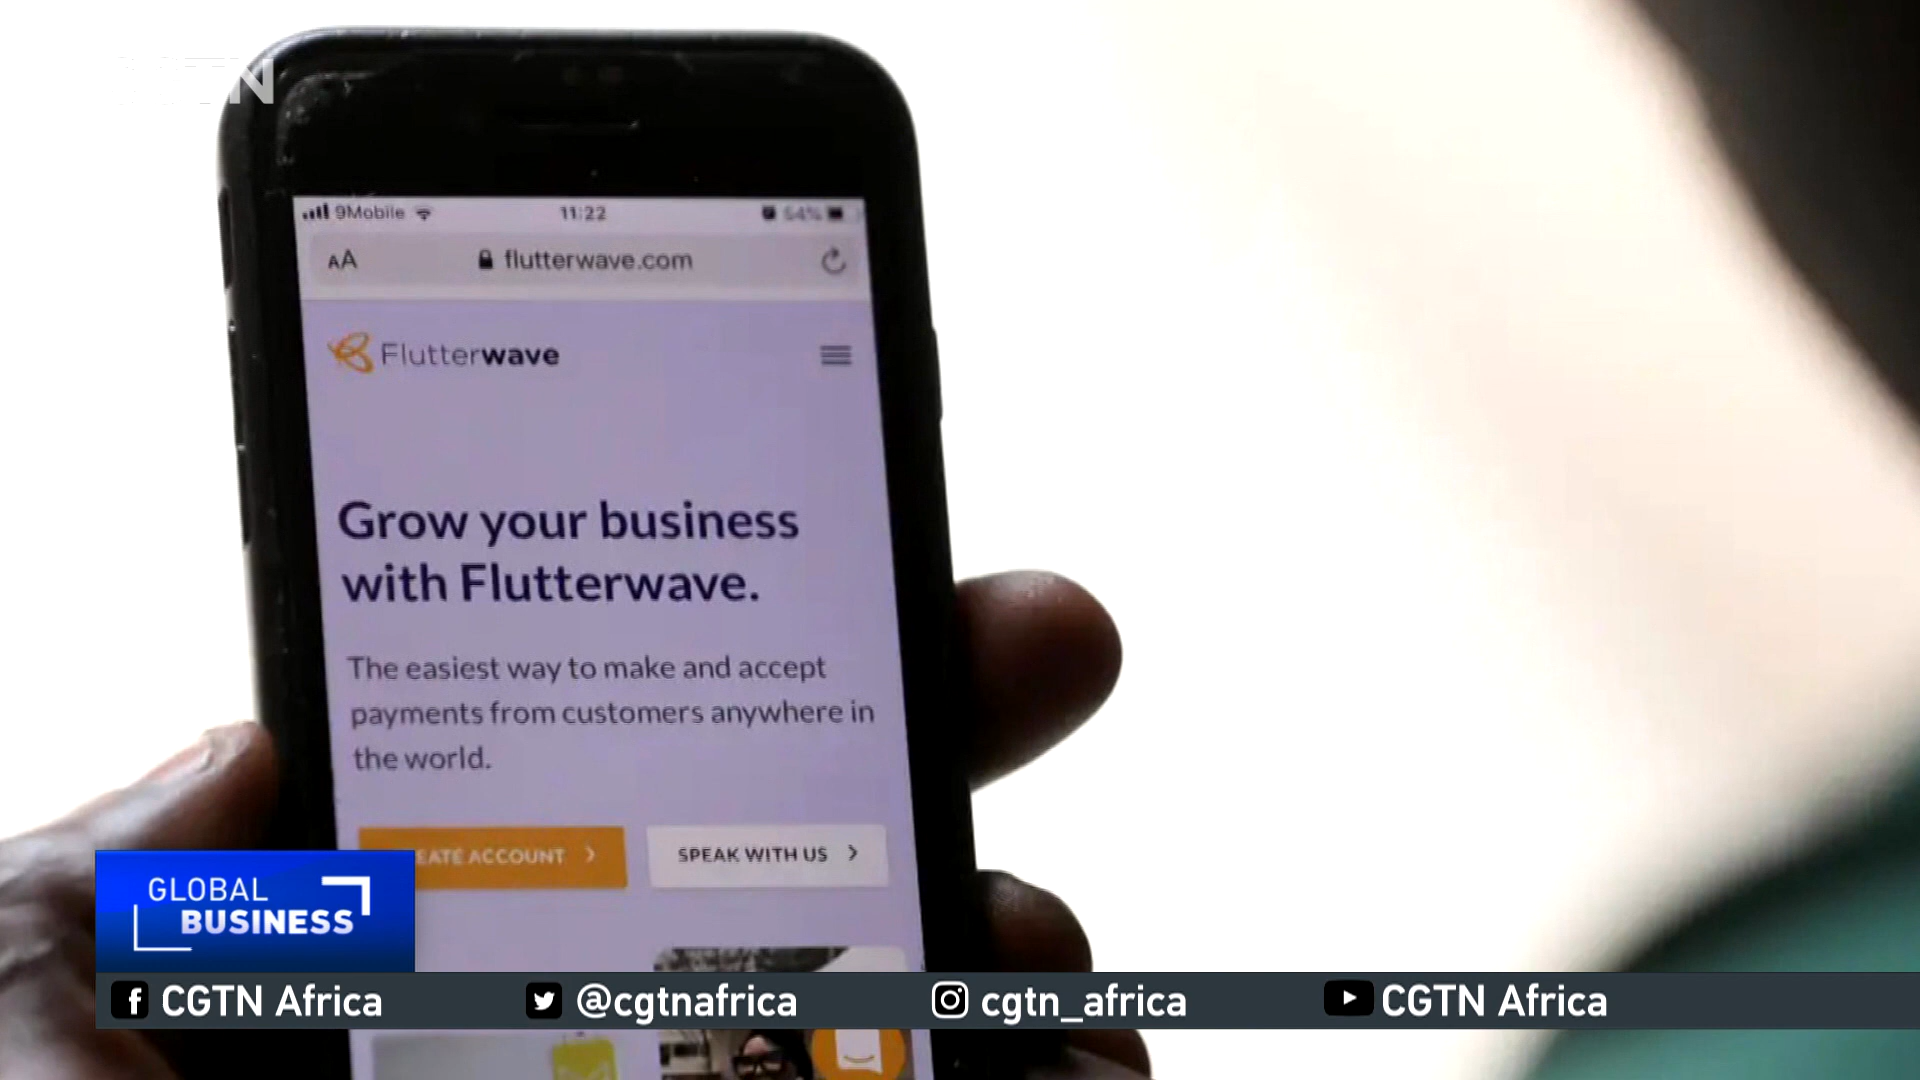 CGTN
9Mobile
11:22
54%
AA
flutterwave.com
Flutterwave
Grow your business
with Flutterwave.
The easiest way to make and accept
payments from customers anywhere in
the world.
EATE ACCOUNT
SPEAK WITH US
GLOBAL
BUSINESS
CGTN Africa
@cgtnafrica
cgtn_africa
CGTN Africa